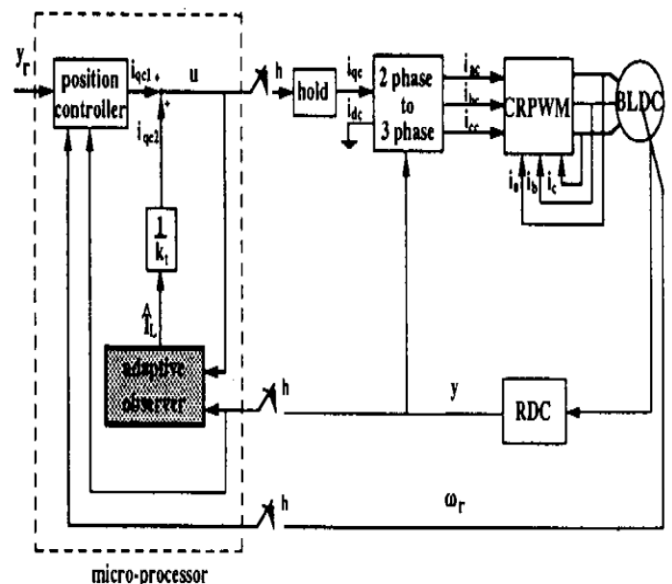 y_r
position
controller
i_qc1 +
u
h
hold
i_qc
i_dc
2 phase
to
3 phase
i_ac
i_bc
i_cc
CRPWM
BLDC
i_a i_b i_c
+
i_qc2
1
k_t
T̂_L
adaptive
observer
h
y
RDC
h
ω_r
micro-processor